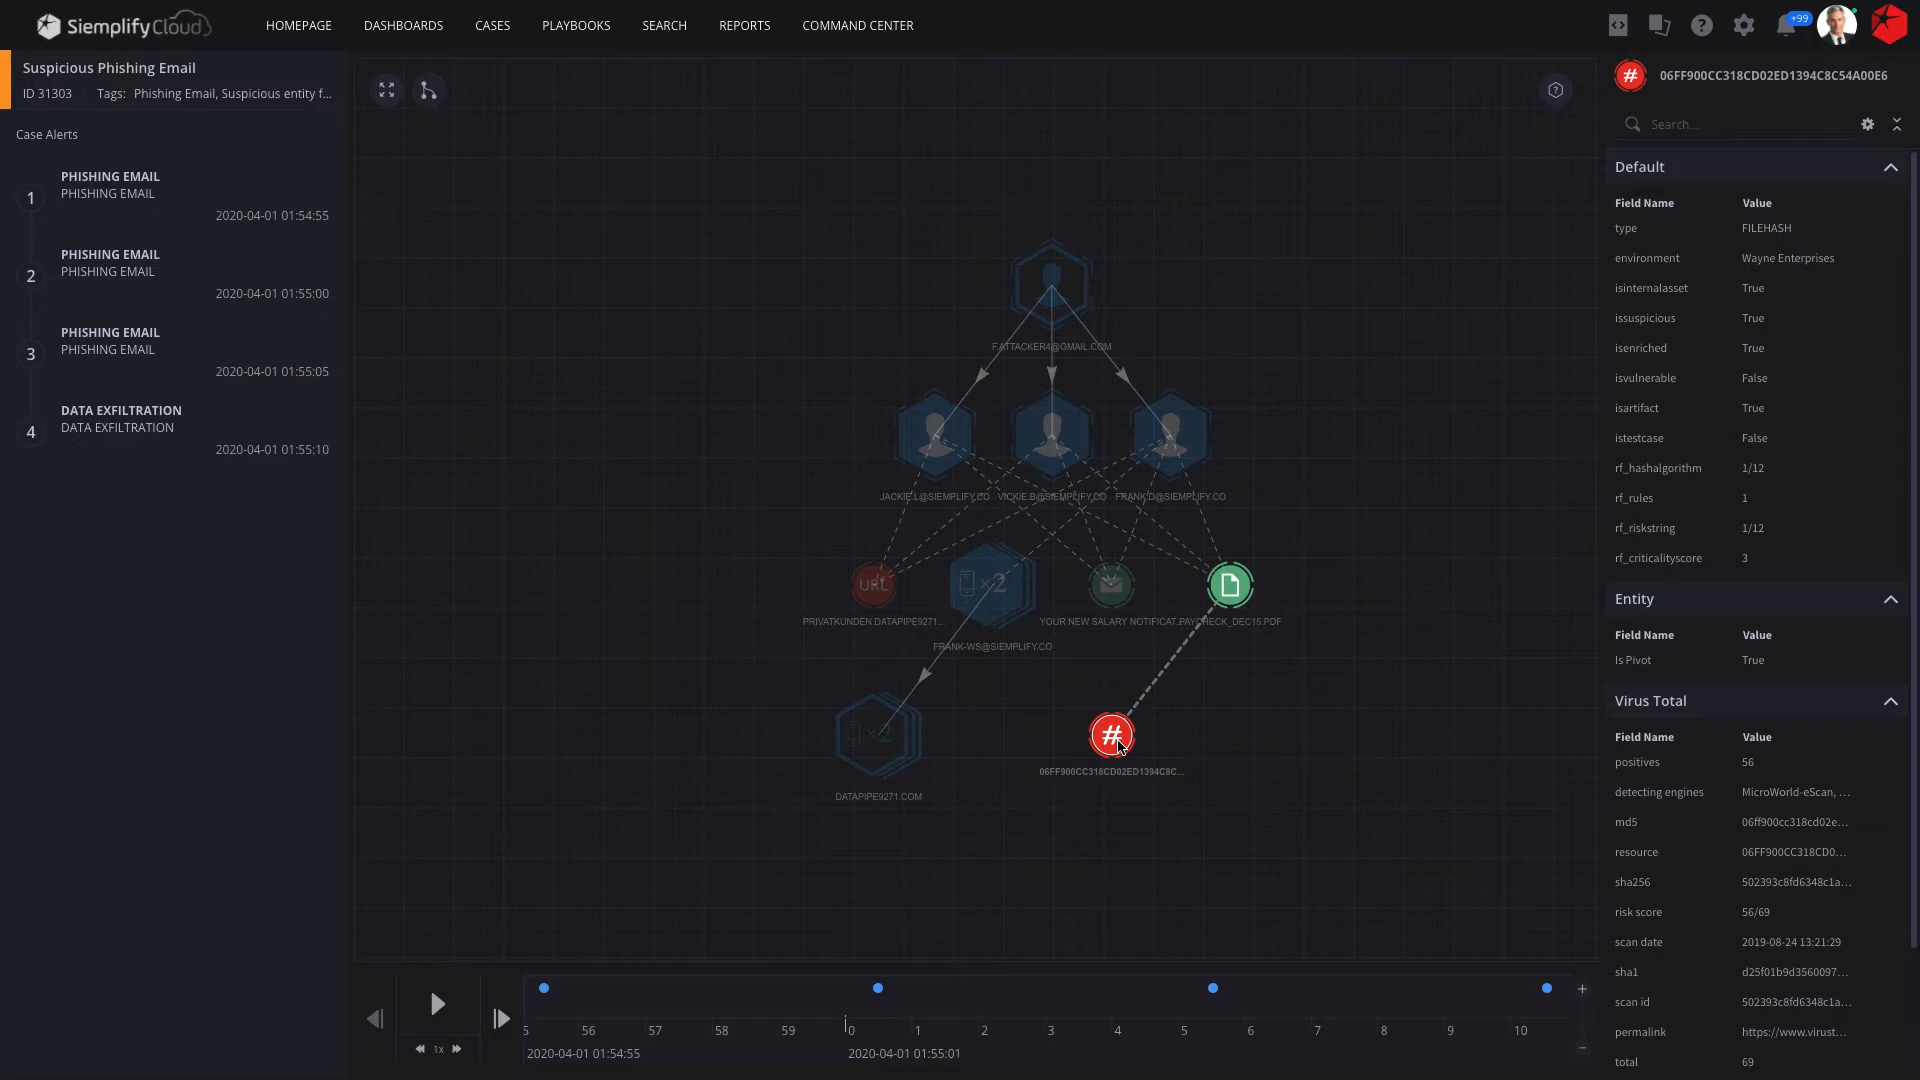 SiemplifyCloud
HOMEPAGE DASHBOARDS CASES PLAYBOOKS SEARCH REPORTS COMMAND CENTER
+99
Suspicious Phishing Email
ID 31303 Tags: Phishing Email, Suspicious entity f...
Case Alerts
1
PHISHING EMAIL
PHISHING EMAIL
2020-04-01 01:54:55
2
PHISHING EMAIL
PHISHING EMAIL
2020-04-01 01:55:00
3
PHISHING EMAIL
PHISHING EMAIL
2020-04-01 01:55:05
4
DATA EXFILTRATION
DATA EXFILTRATION
2020-04-01 01:55:10
F.ATTACKER4@GMAIL.COM
JACKIE.L@SIEMPLIFY.CO VICKIE.B@SIEMPLIFY.CO FRANK.D@SIEMPLIFY.CO
URL
×2
PRIVATKUNDEN.DATAPIPE9271... YOUR NEW SALARY NOTIFICAT. PAYCHECK_DEC15.PDF
FRANK-WS@SIEMPLIFY.CO
×2
#
06FF900CC318CD02ED1394C8C...
DATAPIPE9271.COM
1x
5 56 57 58 59 0 1 2 3 4 5 6 7 8 9 10
2020-04-01 01:54:55 2020-04-01 01:55:01
# 06FF900CC318CD02ED1394C8C54A00E6
Search...
Default
Field Name Value
type FILEHASH
environment Wayne Enterprises
isinternalasset True
issuspicious True
isenriched True
isvulnerable False
isartifact True
istestcase False
rf_hashalgorithm 1/12
rf_rules 1
rf_riskstring 1/12
rf_criticalityscore 3
Entity
Field Name Value
Is Pivot True
Virus Total
Field Name Value
positives 56
detecting engines MicroWorld-eScan, ...
md5 06ff900cc318cd02e...
resource 06FF900CC318CD0...
sha256 502393c8fd6348c1a...
risk score 56/69
scan date 2019-08-24 13:21:29
sha1 d25f01b9d3560097...
scan id 502393c8fd6348c1a...
permalink https://www.virust...
total 69